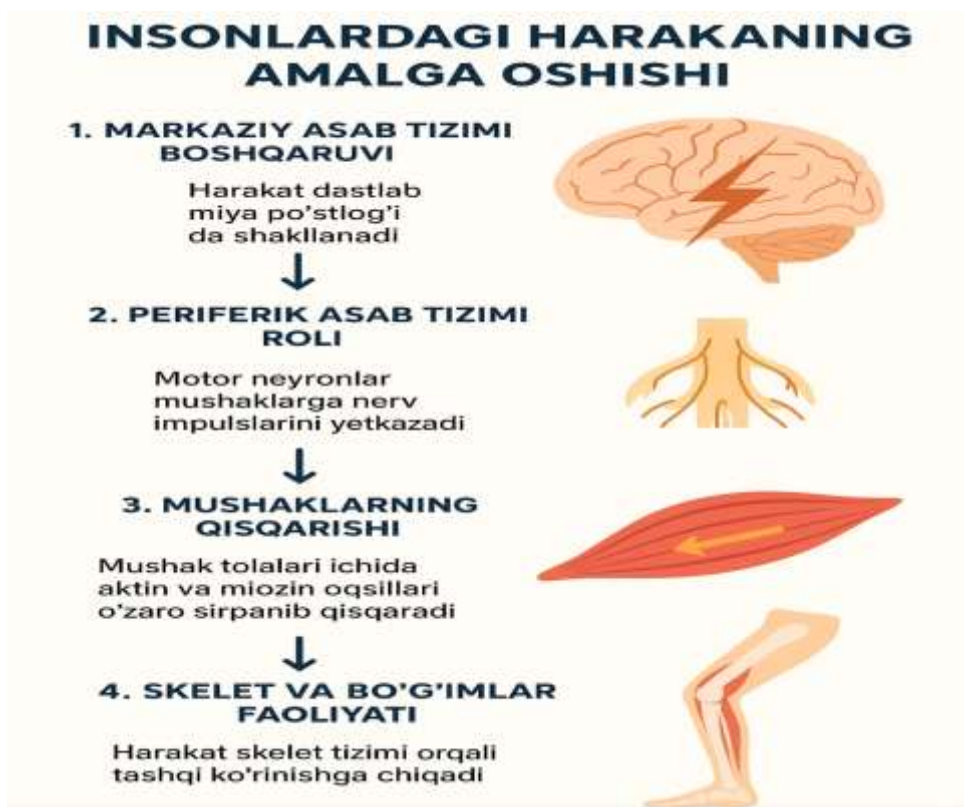 INSONLARDAGI HARAKANING
AMALGA OSHISHI
1. MARKAZIY ASAB TIZIMI
BOSHQARUVI
Harakat dastlab
miya po'stlog'i
da shakllanadi
2. PERIFERIK ASAB TIZIMI
ROLI
Motor neyronlar
mushaklarga nerv
impulslarini yetkazadi
3. MUSHAKLARNING
QISQARISHI
Mushak tolalari ichida
aktin va miozin oqsillari
o'zaro sirpanib qisqaradi
4. SKELET VA BO'G'IMLAR
FAOLIYATI
Harakat skelet tizimi orqali
tashqi ko'rinishga chiqadi